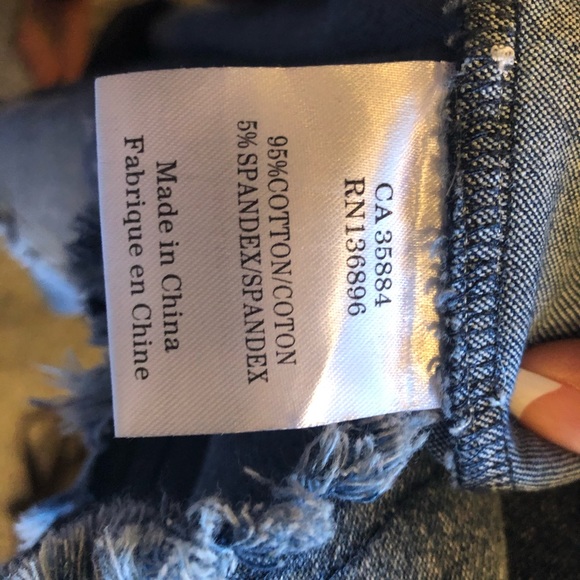 CA 35884
RN136896
95%COTTON/COTON
5%SPANDEX/SPANDEX
Made in China
Fabrique en Chine